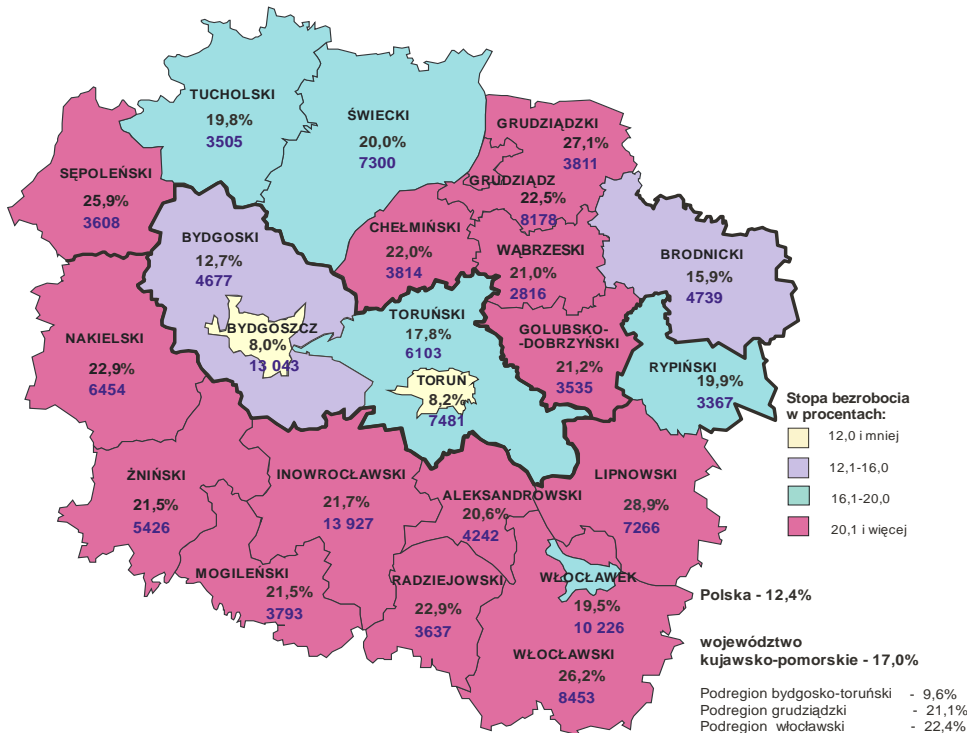 TUCHOLSKI
19,8%
3505
ŚWIECKI
20,0%
7300
GRUDZIĄDZKI
27,1%
3811
SĘPOLEŃSKI
25,9%
3608
GRUDZIĄDZ
22,5%
8178
BYDGOSKI
12,7%
4677
CHEŁMIŃSKI
22,0%
3814
WĄBRZESKI
21,0%
2816
BRODNICKI
15,9%
4739
NAKIELSKI
22,9%
6454
BYDGOSZCZ
8,0%
13 043
TORUŃSKI
17,8%
6103
GOLUBSKO-
-DOBRZYŃSKI
21,2%
3535
RYPIŃSKI
19,9%
3367
TORUŃ
8,2%
7481
Stopa bezrobocia
w procentach:
12,0 i mniej
12,1-16,0
16,1-20,0
20,1 i więcej
ŻNIŃSKI
21,5%
5426
INOWROCŁAWSKI
21,7%
13 927
ALEKSANDROWSKI
20,6%
4242
LIPNOWSKI
28,9%
7266
MOGILEŃSKI
21,5%
3793
RADZIEJOWSKI
22,9%
3637
WŁOCŁAWEK
19,5%
10 226
WŁOCŁAWSKI
26,2%
8453
Polska - 12,4%
województwo
kujawsko-pomorskie - 17,0%
Podregion bydgosko-toruński - 9,6%
Podregion grudziądzki - 21,1%
Podregion włocławski - 22,4%